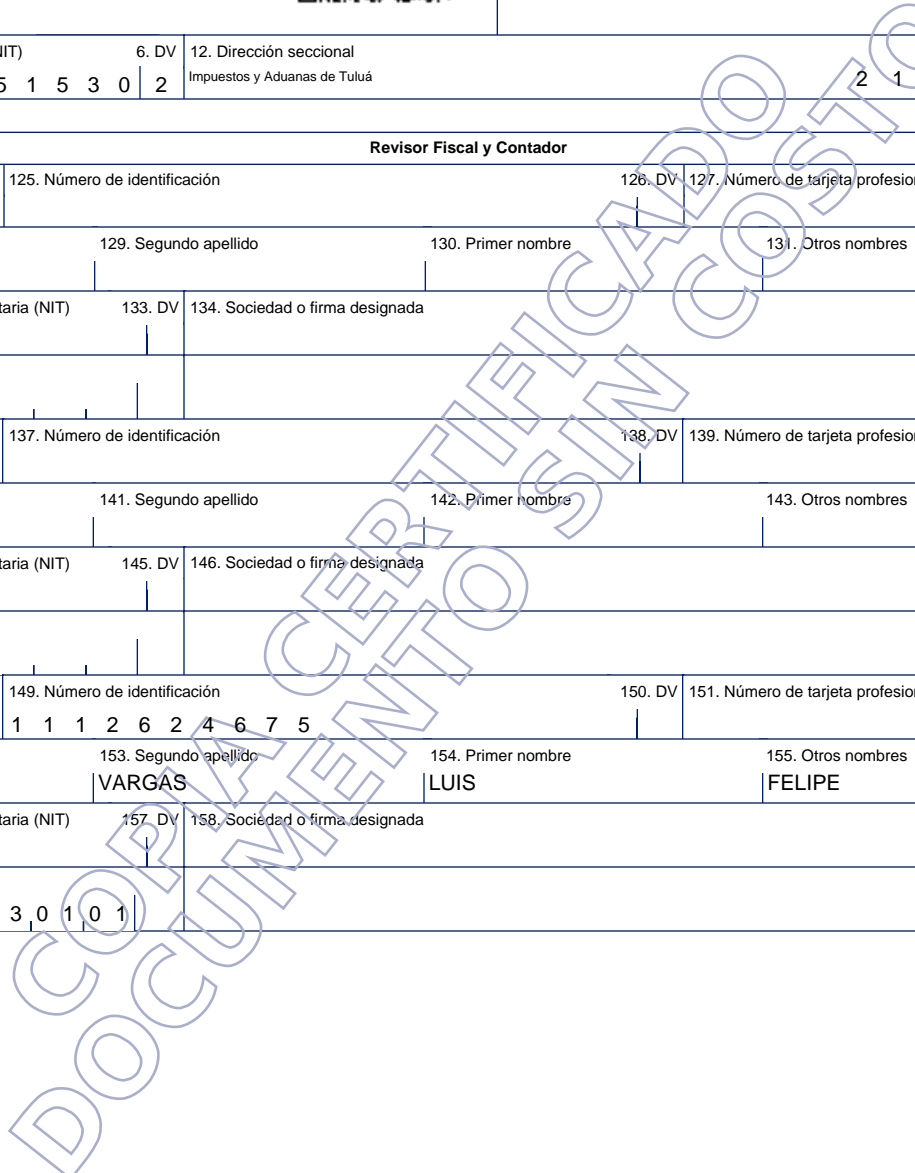 IT) 6. DV 12. Dirección seccional
5 1 5 3 0 2 Impuestos y Aduanas de Tuluá 2 1
Revisor Fiscal y Contador
125. Número de identificación 126. DV 127. Número de tarjeta profesion
129. Segundo apellido 130. Primer nombre 131. Otros nombres
taria (NIT) 133. DV 134. Sociedad o firma designada
137. Número de identificación 138. DV 139. Número de tarjeta profesion
141. Segundo apellido 142. Primer nombre 143. Otros nombres
taria (NIT) 145. DV 146. Sociedad o firma designada
149. Número de identificación 150. DV 151. Número de tarjeta profesion
1 1 1 2 6 2 4 6 7 5
153. Segundo apellido 154. Primer nombre 155. Otros nombres
VARGAS LUIS FELIPE
taria (NIT) 157. DV 158. Sociedad o firma designada
3 0 1 0 1
COPIA CERTIFICADO
DOCUMENTO SIN COSTO